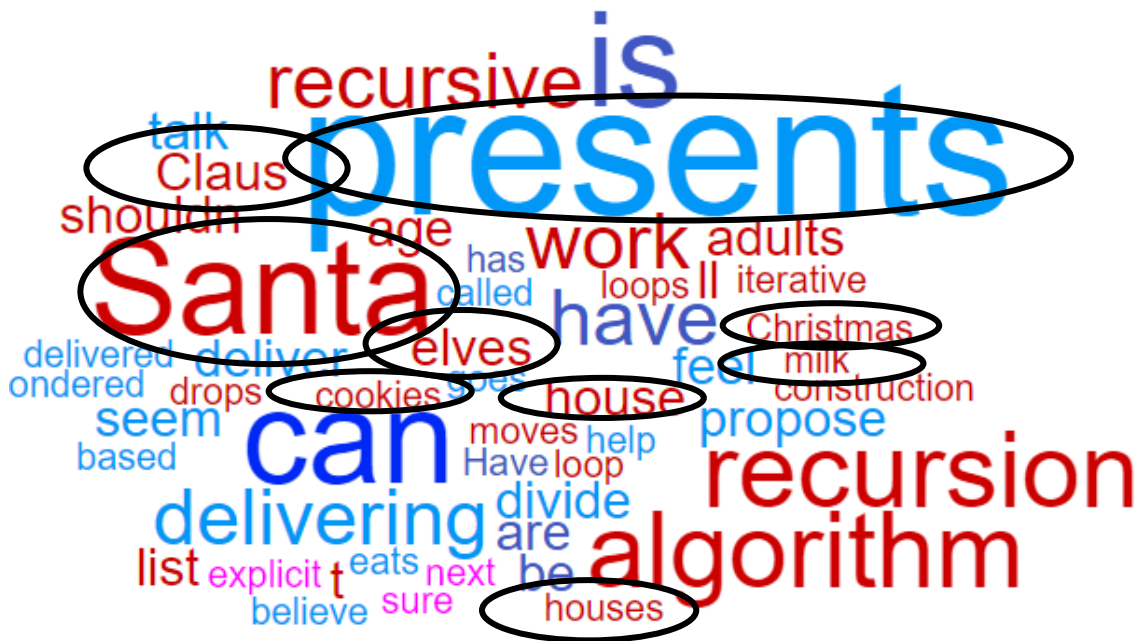 is
recursive
presents
talk
Claus
shouldn
age
work
adults
Santa
has
loops
ll
iterative
called
have
Christmas
delivered
deliver
elves
feel
milk
ondered
drops
cookies
goes
house
construction
seem
can
moves
help
propose
based
Have
loop
recursion
delivering
divide
are
algorithm
list
explicit
t
eats
next
be
believe
sure
houses